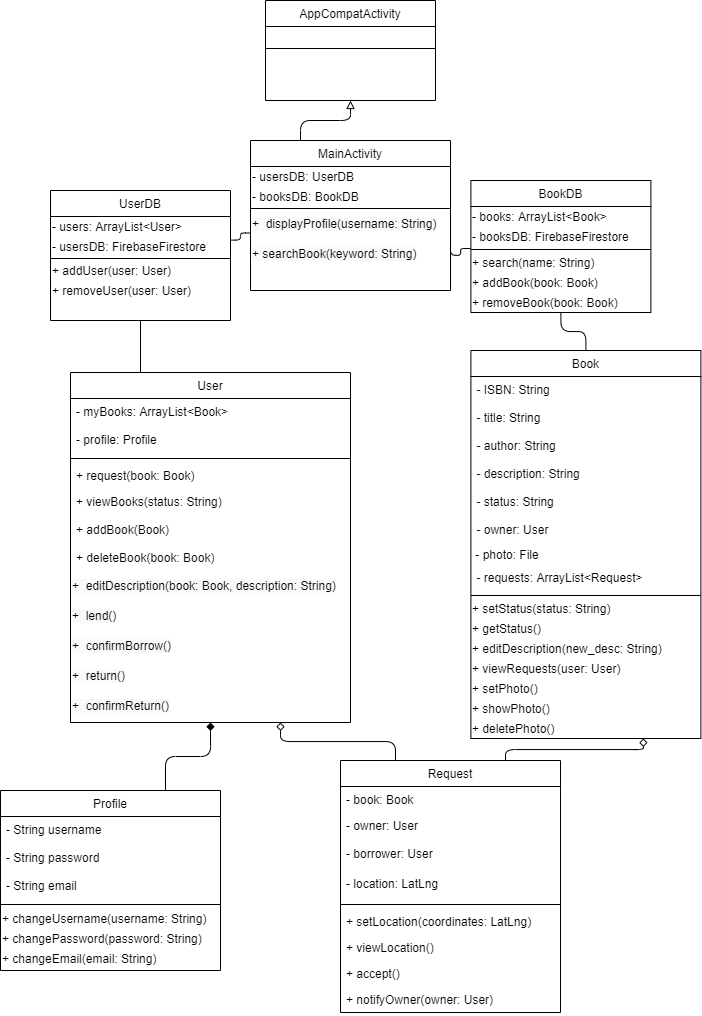 AppCompatActivity
MainActivity
- usersDB: UserDB
- booksDB: BookDB
+  displayProfile(username: String)
+ searchBook(keyword: String)
UserDB
- users: ArrayList<User>
- usersDB: FirebaseFirestore
+ addUser(user: User)
+ removeUser(user: User)
BookDB
- books: ArrayList<Book>
- booksDB: FirebaseFirestore
+ search(name: String)
+ addBook(book: Book)
+ removeBook(book: Book)
User
- myBooks: ArrayList<Book>
- profile: Profile
+ request(book: Book)
+ viewBooks(status: String)
+ addBook(Book)
+ deleteBook(book: Book)
+  editDescription(book: Book, description: String)
+  lend()
+  confirmBorrow()
+  return()
+  confirmReturn()
Book
- ISBN: String
- title: String
- author: String
- description: String
- status: String
- owner: User
- photo: File
- requests: ArrayList<Request>
+ setStatus(status: String)
+ getStatus()
+ editDescription(new_desc: String)
+ viewRequests(user: User)
+ setPhoto()
+ showPhoto()
+ deletePhoto()
Profile
- String username
- String password
- String email
+ changeUsername(username: String)
+ changePassword(password: String)
+ changeEmail(email: String)
Request
- book: Book
- owner: User
- borrower: User
- location: LatLng
+ setLocation(coordinates: LatLng)
+ viewLocation()
+ accept()
+ notifyOwner(owner: User)